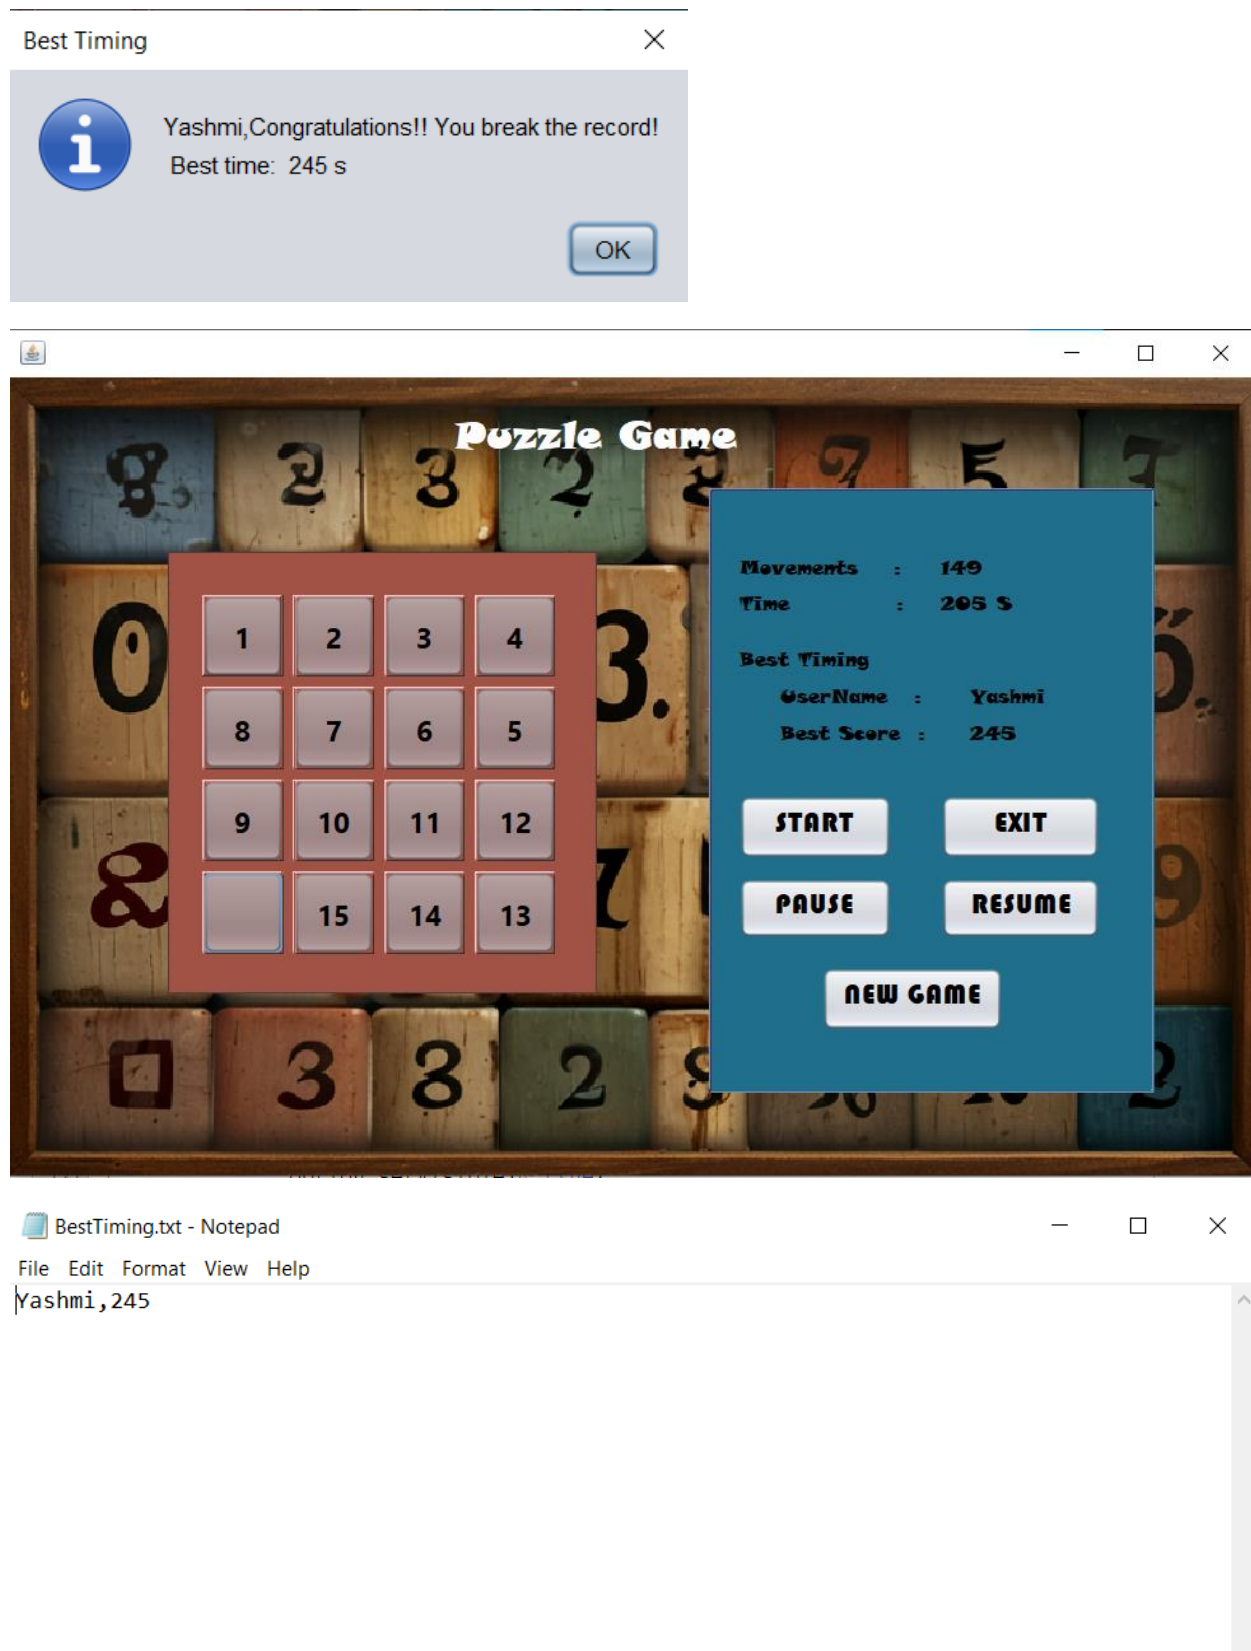 Best Timing
Yashmi,Congratulations!! You break the record!
Best time: 245 s
OK
Puzzle Game
1 2 3 4
8 7 6 5
9 10 11 12
15 14 13
Movements : 149
Time : 205 S
Best Timing
UserName : Yashmi
Best Score : 245
START EXIT
PAUSE RESUME
NEW GAME
BestTiming.txt - Notepad
File Edit Format View Help
Yashmi,245